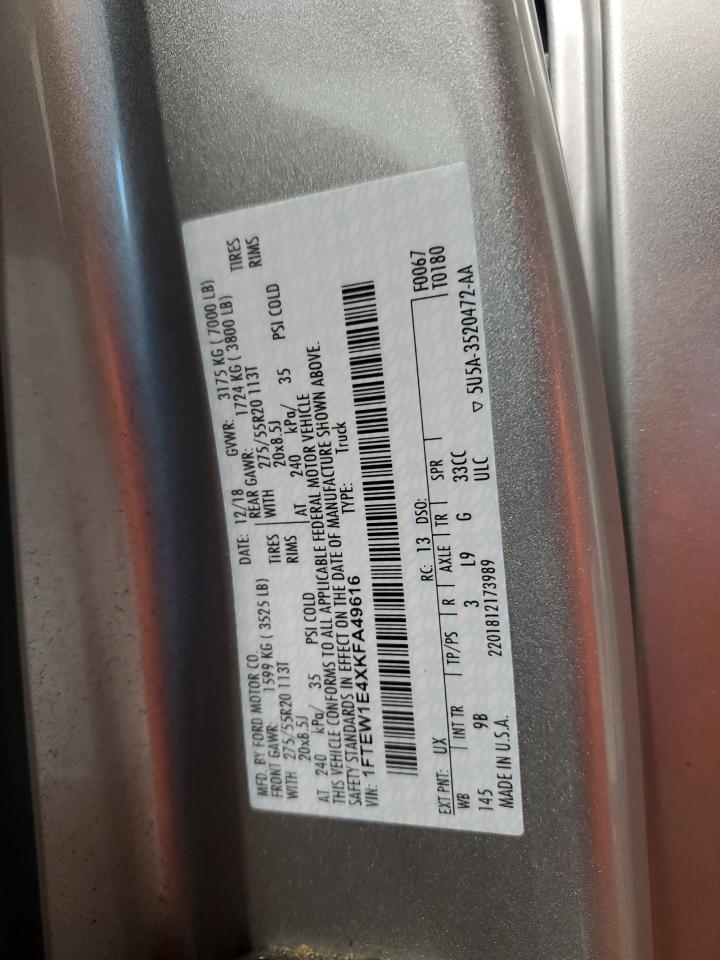 MFD. BY FORD MOTOR CO.
DATE: 12/18 GVWR: 3175 KG ( 7000 LB)
FRONT GAWR: 1599 KG ( 3525 LB) REAR GAWR: 1724 KG ( 3800 LB)
WITH 275/55R20 113T TIRES WITH 275/55R20 113T TIRES
20x8.5J RIMS 20x8.5J RIMS
AT 240 kPa/ 35 PSI COLD AT 240 kPa/ 35 PSI COLD
THIS VEHICLE CONFORMS TO ALL APPLICABLE FEDERAL MOTOR VEHICLE
SAFETY STANDARDS IN EFFECT ON THE DATE OF MANUFACTURE SHOWN ABOVE.
VIN: 1FTEW1E4XKFA49616 TYPE: Truck
F0067
EXT PNT: UX RC: 13 DSO: T0180
WB INT TR TP/PS R AXLE TR SPR
145 9B 3 L9 G 33CC
MADE IN U.S.A. 2201812173989 ULC ▽ 5U5A-3520472-AA